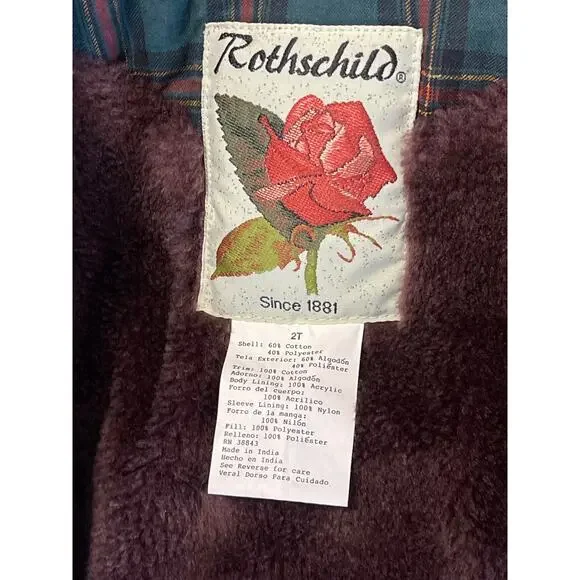 Rothschild®
Since 1881
2T
Shell: 60% Cotton
40% Polyester
Tela Exterior: 60% Algodón
40% Poliéster
Trim: 100% Cotton
Adorno: 100% Algodón
Body Lining: 100% Acrylic
Forro del cuerpo:
100% Acrilico
Sleeve Lining: 100% Nylon
Forro de la manga:
100% Nilón
Fill: 100% Polyester
Relleno: 100% Poliéster
RN 38843
Made in India
Hecho en India
See Reverse for care
Veral Dorso Para Cuidado